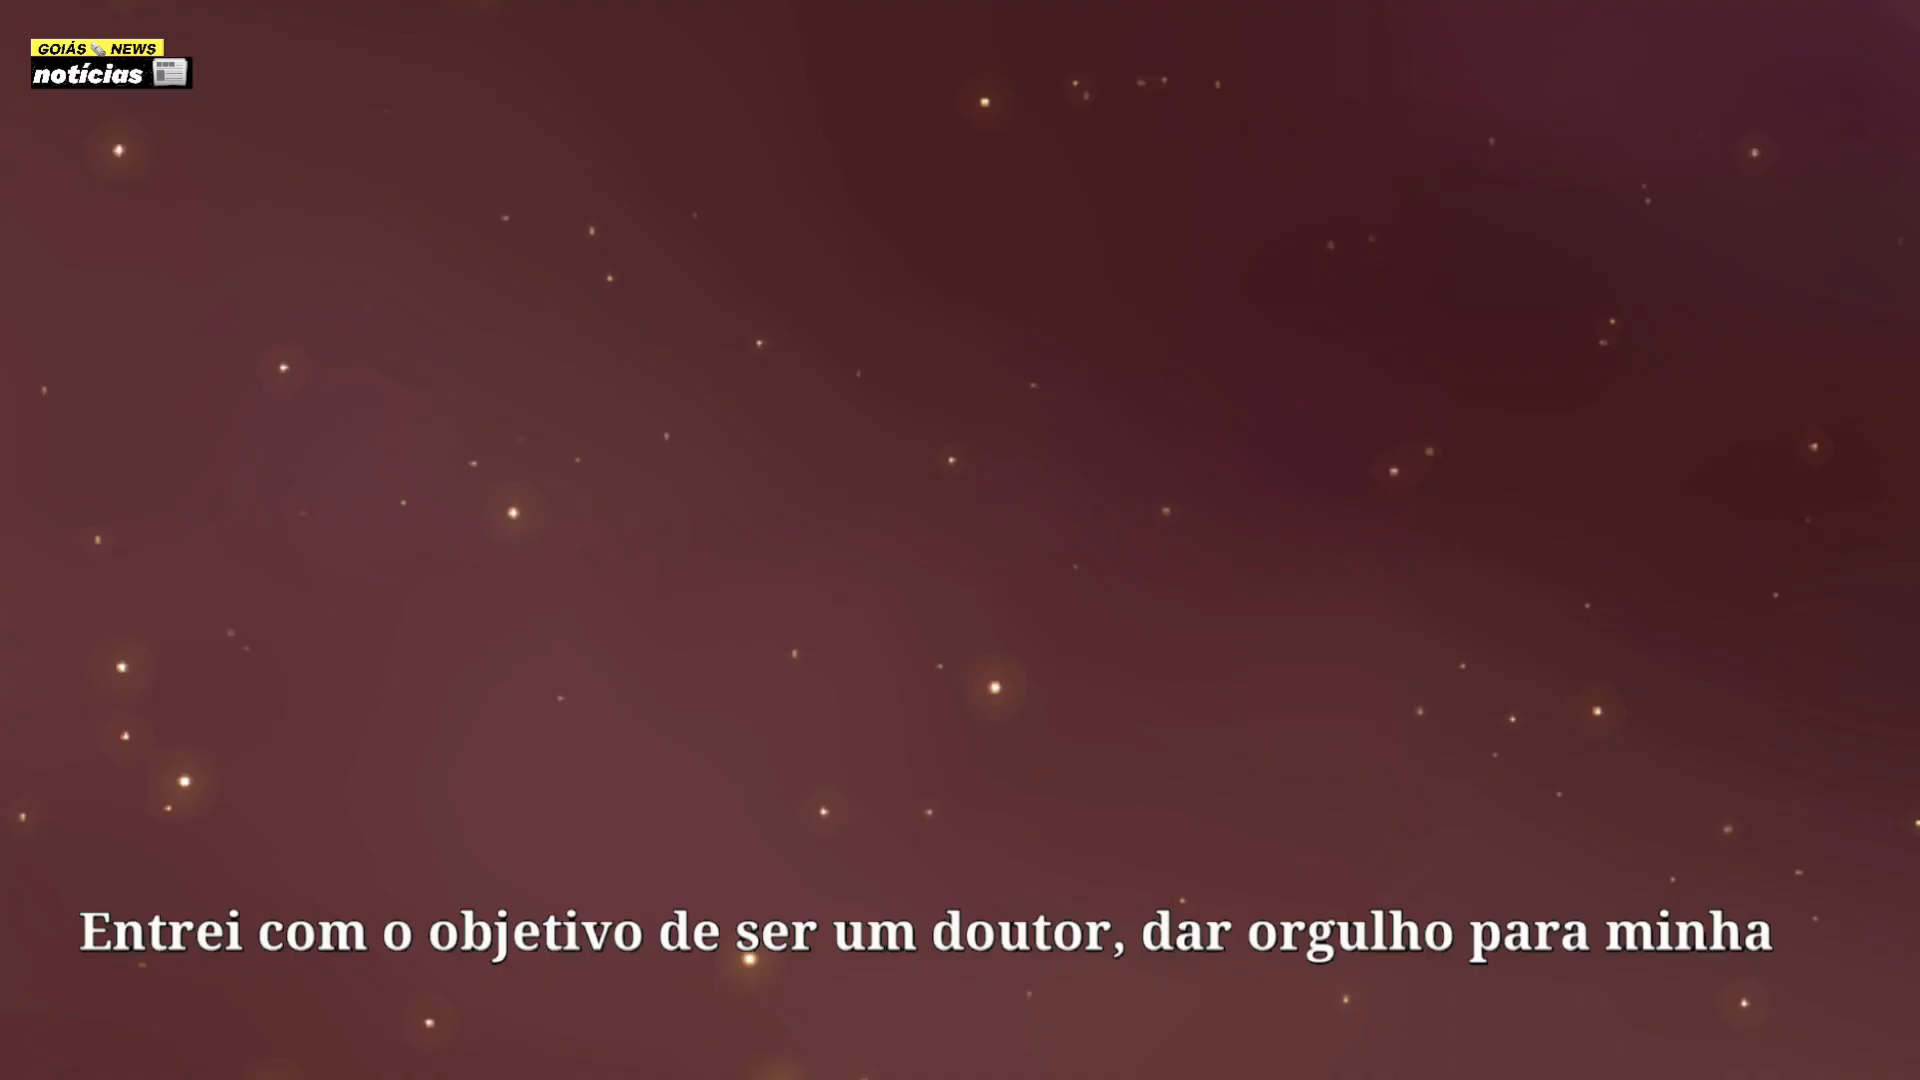 GOIÁS NEWS
notícias
Entrei com o objetivo de ser um doutor, dar orgulho para minha